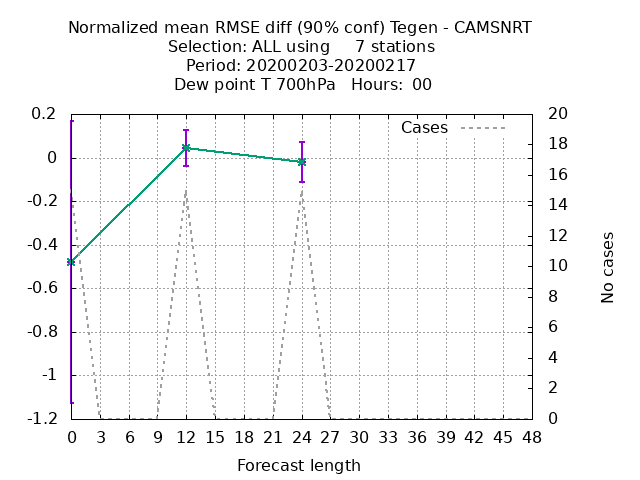 Normalized mean RMSE diff (90% conf) Tegen - CAMSNRT
Selection: ALL using     7 stations
Period: 20200203-20200217
Dew point T 700hPa   Hours:  00
Cases
0.2
0
-0.2
-0.4
-0.6
-0.8
-1
-1.2
20
18
16
14
12
10
8
6
4
2
0
No cases
0 3 6 9 12 15 18 21 24 27 30 33 36 39 42 45 48
Forecast length